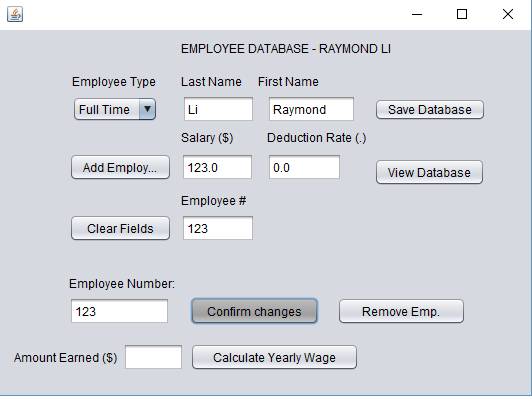 EMPLOYEE DATABASE - RAYMOND LI
Employee Type Last Name First Name
Full Time Li Raymond Save Database
Salary ($) Deduction Rate (.)
Add Employ... 123.0 0.0 View Database
Employee #
Clear Fields 123
Employee Number:
123 Confirm changes Remove Emp.
Amount Earned ($) Calculate Yearly Wage